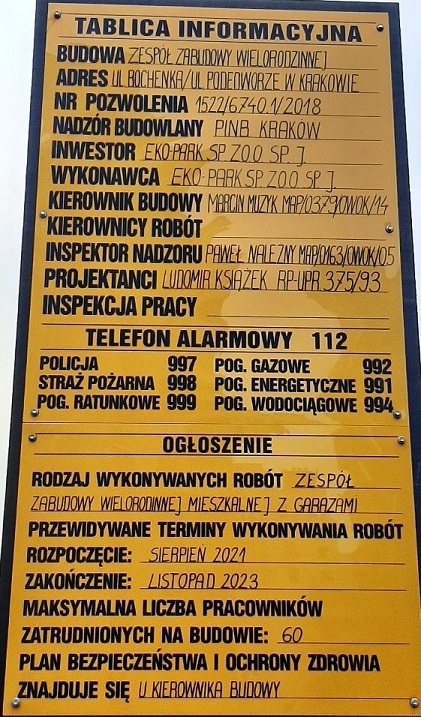 TABLICA INFORMACYJNA
BUDOWA ZESPÓŁ ZABUDOWY WIELORODZINNEJ
ADRES UL BOCHENKA/UL PODEDWORZE W KRAKOWIE
NR POZWOLENIA 1522/6740.1/2018
NADZÓR BUDOWLANY PINB KRAKÓW
INWESTOR EKO-PARK SP. Z O.O SP. J.
WYKONAWCA EKO-PARK SP. Z O.O SP. J.
KIEROWNIK BUDOWY MARCIN MUZYK MAP/0379/OWOK/14
KIEROWNICY ROBÓT
INSPEKTOR NADZORU PAWEŁ NALEŻNY MAP/0163/OWOK/05
PROJEKTANCI LUDOMIR KSIĄŻEK RP-UPR 375/93
INSPEKCJA PRACY
TELEFON ALARMOWY 112
POLICJA 997 POG. GAZOWE 992
STRAŻ POŻARNA 998 POG. ENERGETYCZNE 991
POG. RATUNKOWE 999 POG. WODOCIĄGOWE 994
OGŁOSZENIE
RODZAJ WYKONYWANYCH ROBÓT ZESPÓŁ
ZABUDOWY WIELORODINNEJ MIESZKALNEJ Z GARAŻAMI
PRZEWIDYWANE TERMINY WYKONYWANIA ROBÓT
ROZPOCZĘCIE: SIERPIEŃ 2021
ZAKOŃCZENIE: LISTOPAD 2023
MAKSYMALNA LICZBA PRACOWNIKÓW
ZATRUDNIONYCH NA BUDOWIE: 60
PLAN BEZPIECZEŃSTWA I OCHRONY ZDROWIA
ZNAJDUJE SIĘ U KIEROWNIKA BUDOWY